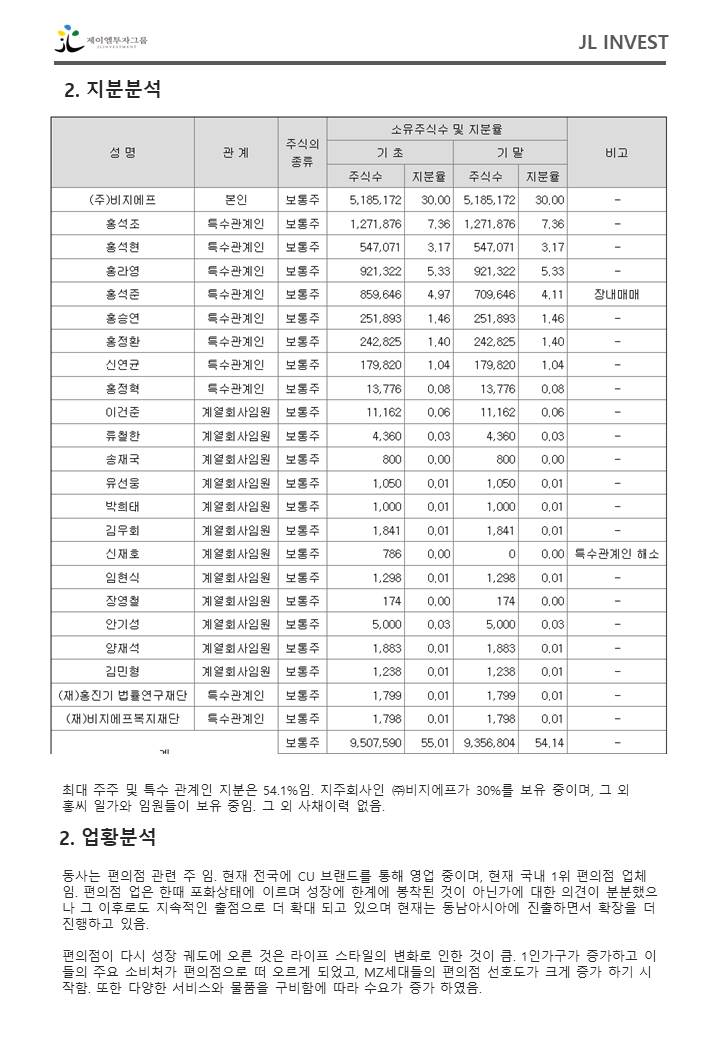 제이엘투자그룹
JLINVESTMENT
JL INVEST
2. 지분분석
성 명 관 계 주식의 종류 소유주식수 및 지분율 비고
기 초 기 말
주식수 지분율 주식수 지분율
(주)비지에프 본인 보통주 5,185,172 30.00 5,185,172 30.00 -
홍석조 특수관계인 보통주 1,271,876 7.36 1,271,876 7.36 -
홍석현 특수관계인 보통주 547,071 3.17 547,071 3.17 -
홍라영 특수관계인 보통주 921,322 5.33 921,322 5.33 -
홍석준 특수관계인 보통주 859,646 4.97 709,646 4.11 장내매매
홍승연 특수관계인 보통주 251,893 1.46 251,893 1.46 -
홍정환 특수관계인 보통주 242,825 1.40 242,825 1.40 -
신연균 특수관계인 보통주 179,820 1.04 179,820 1.04 -
홍정혁 특수관계인 보통주 13,776 0.08 13,776 0.08 -
이건준 계열회사임원 보통주 11,162 0.06 11,162 0.06 -
류철한 계열회사임원 보통주 4,360 0.03 4,360 0.03 -
송재국 계열회사임원 보통주 800 0.00 800 0.00 -
유선웅 계열회사임원 보통주 1,050 0.01 1,050 0.01 -
박희태 계열회사임원 보통주 1,000 0.01 1,000 0.01 -
김우회 계열회사임원 보통주 1,841 0.01 1,841 0.01 -
신재호 계열회사임원 보통주 786 0.00 0 0.00 특수관계인 해소
임현식 계열회사임원 보통주 1,298 0.01 1,298 0.01 -
장영철 계열회사임원 보통주 174 0.00 174 0.00 -
안기성 계열회사임원 보통주 5,000 0.03 5,000 0.03 -
양재석 계열회사임원 보통주 1,883 0.01 1,883 0.01 -
김민형 계열회사임원 보통주 1,238 0.01 1,238 0.01 -
(재)홍진기 법률연구재단 특수관계인 보통주 1,799 0.01 1,799 0.01 -
(재)비지에프복지재단 특수관계인 보통주 1,798 0.01 1,798 0.01 -
보통주 9,507,590 55.01 9,356,804 54.14 -
최대 주주 및 특수 관계인 지분은 54.1%임. 지주회사인 ㈜비지에프가 30%를 보유 중이며, 그 외
홍씨 일가와 임원들이 보유 중임. 그 외 사채이력 없음.
2. 업황분석
동사는 편의점 관련 주 임. 현재 전국에 CU 브랜드를 통해 영업 중이며, 현재 국내 1위 편의점 업체
임. 편의점 업은 한때 포화상태에 이르며 성장에 한계에 봉착된 것이 아닌가에 대한 의견이 분분했으
나 그 이후로도 지속적인 출점으로 더 확대 되고 있으며 현재는 동남아시아에 진출하면서 확장을 더
진행하고 있음.
편의점이 다시 성장 궤도에 오른 것은 라이프 스타일의 변화로 인한 것이 큼. 1인가구가 증가하고 이
들의 주요 소비처가 편의점으로 떠 오르게 되었고, MZ세대들의 편의점 선호도가 크게 증가 하기 시
작함. 또한 다양한 서비스와 물품을 구비함에 따라 수요가 증가 하였음.